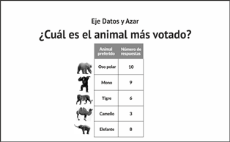 Eje Datos y Azar
¿Cuál es el animal más votado?
Animal preferido
Número de respuestas
Oso polar 10
Mono 9
Tigre 6
Camello 3
Elefante 8